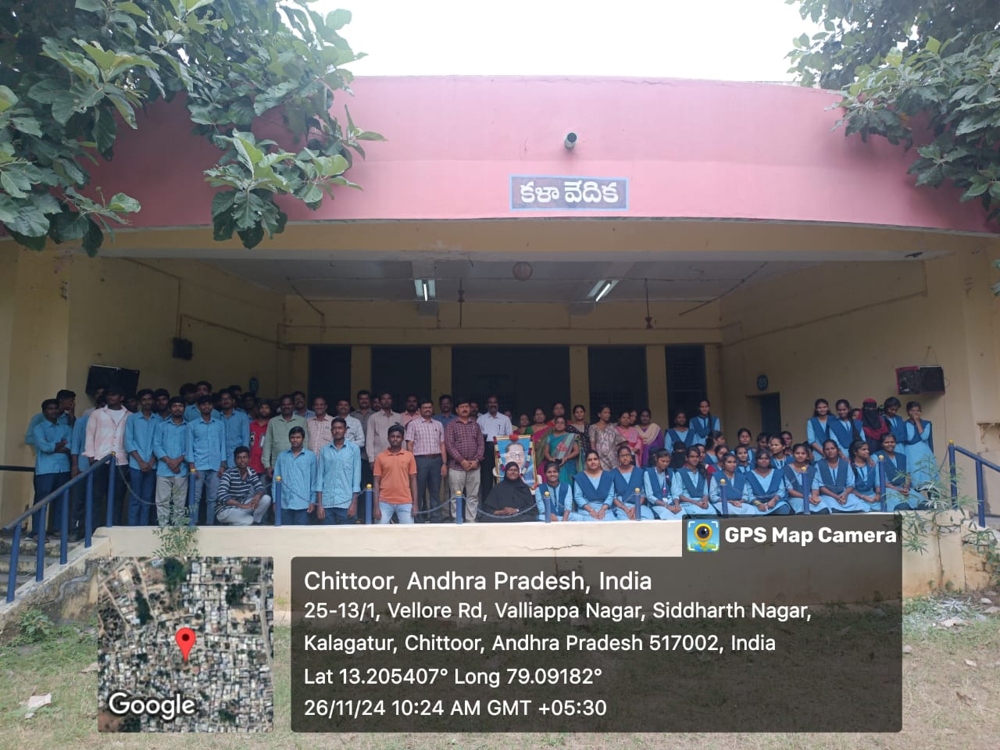 కళా వేదిక
GPS Map Camera
Chittoor, Andhra Pradesh, India
25-13/1, Vellore Rd, Valliappa Nagar, Siddharth Nagar,
Kalagatur, Chittoor, Andhra Pradesh 517002, India
Lat 13.205407° Long 79.09182°
26/11/24 10:24 AM GMT +05:30
Google